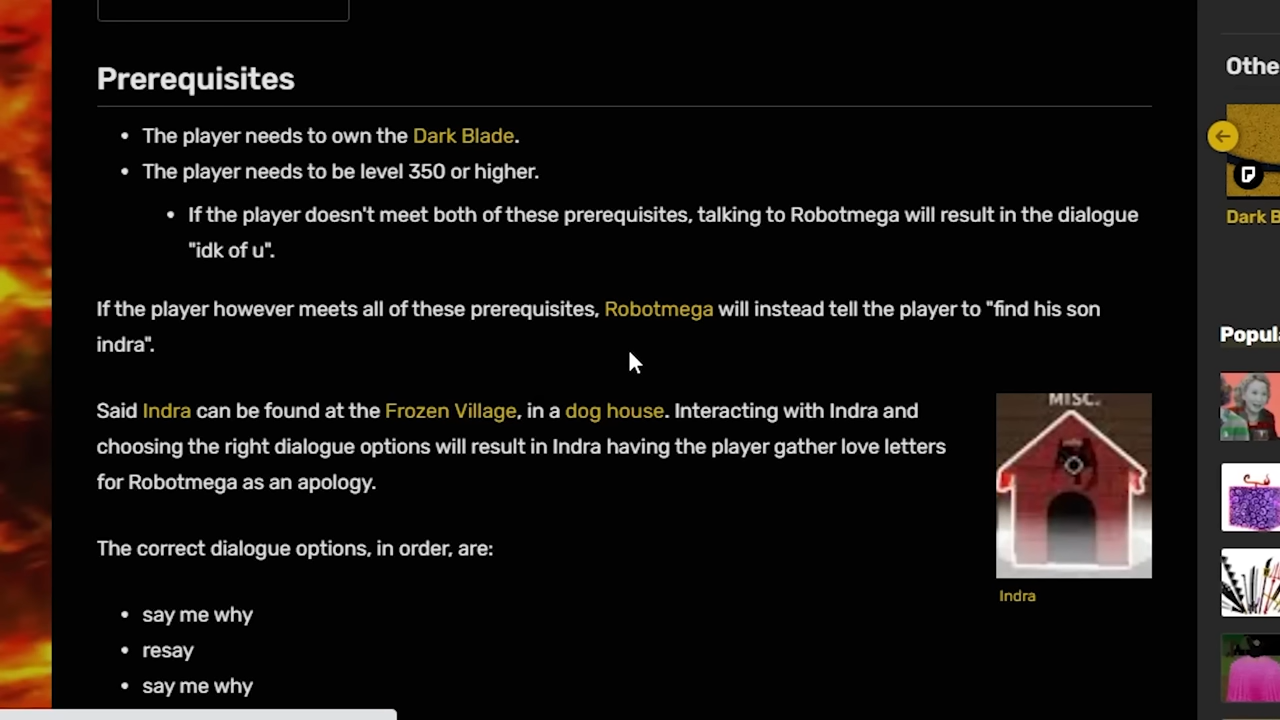 Prerequisites
The player needs to own the Dark Blade.
The player needs to be level 350 or higher.
If the player doesn't meet both of these prerequisites, talking to Robotmega will result in the dialogue
"idk of u".
If the player however meets all of these prerequisites, Robotmega will instead tell the player to "find his son
indra".
Said Indra can be found at the Frozen Village, in a dog house. Interacting with Indra and
choosing the right dialogue options will result in Indra having the player gather love letters
for Robotmega as an apology.
The correct dialogue options, in order, are:
say me why
resay
say me why
MISC.
Indra
Othe
Dark B
Popul